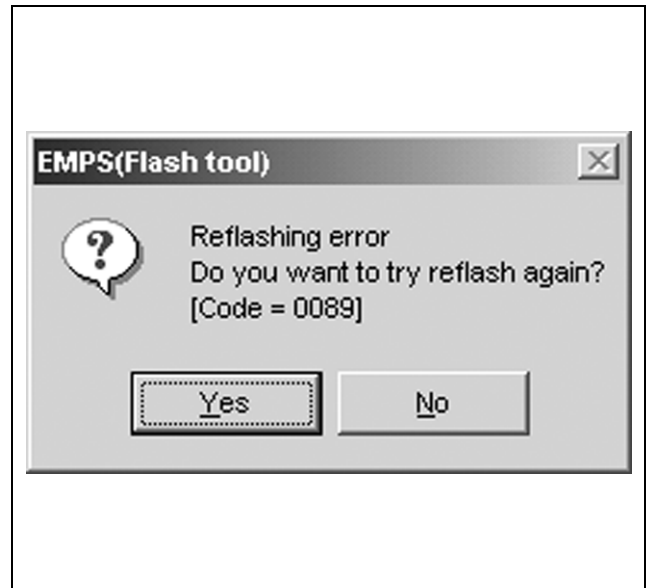 EMPS(Flash tool)
Reflashing error
Do you want to try reflash again?
[Code = 0089]
Yes
No